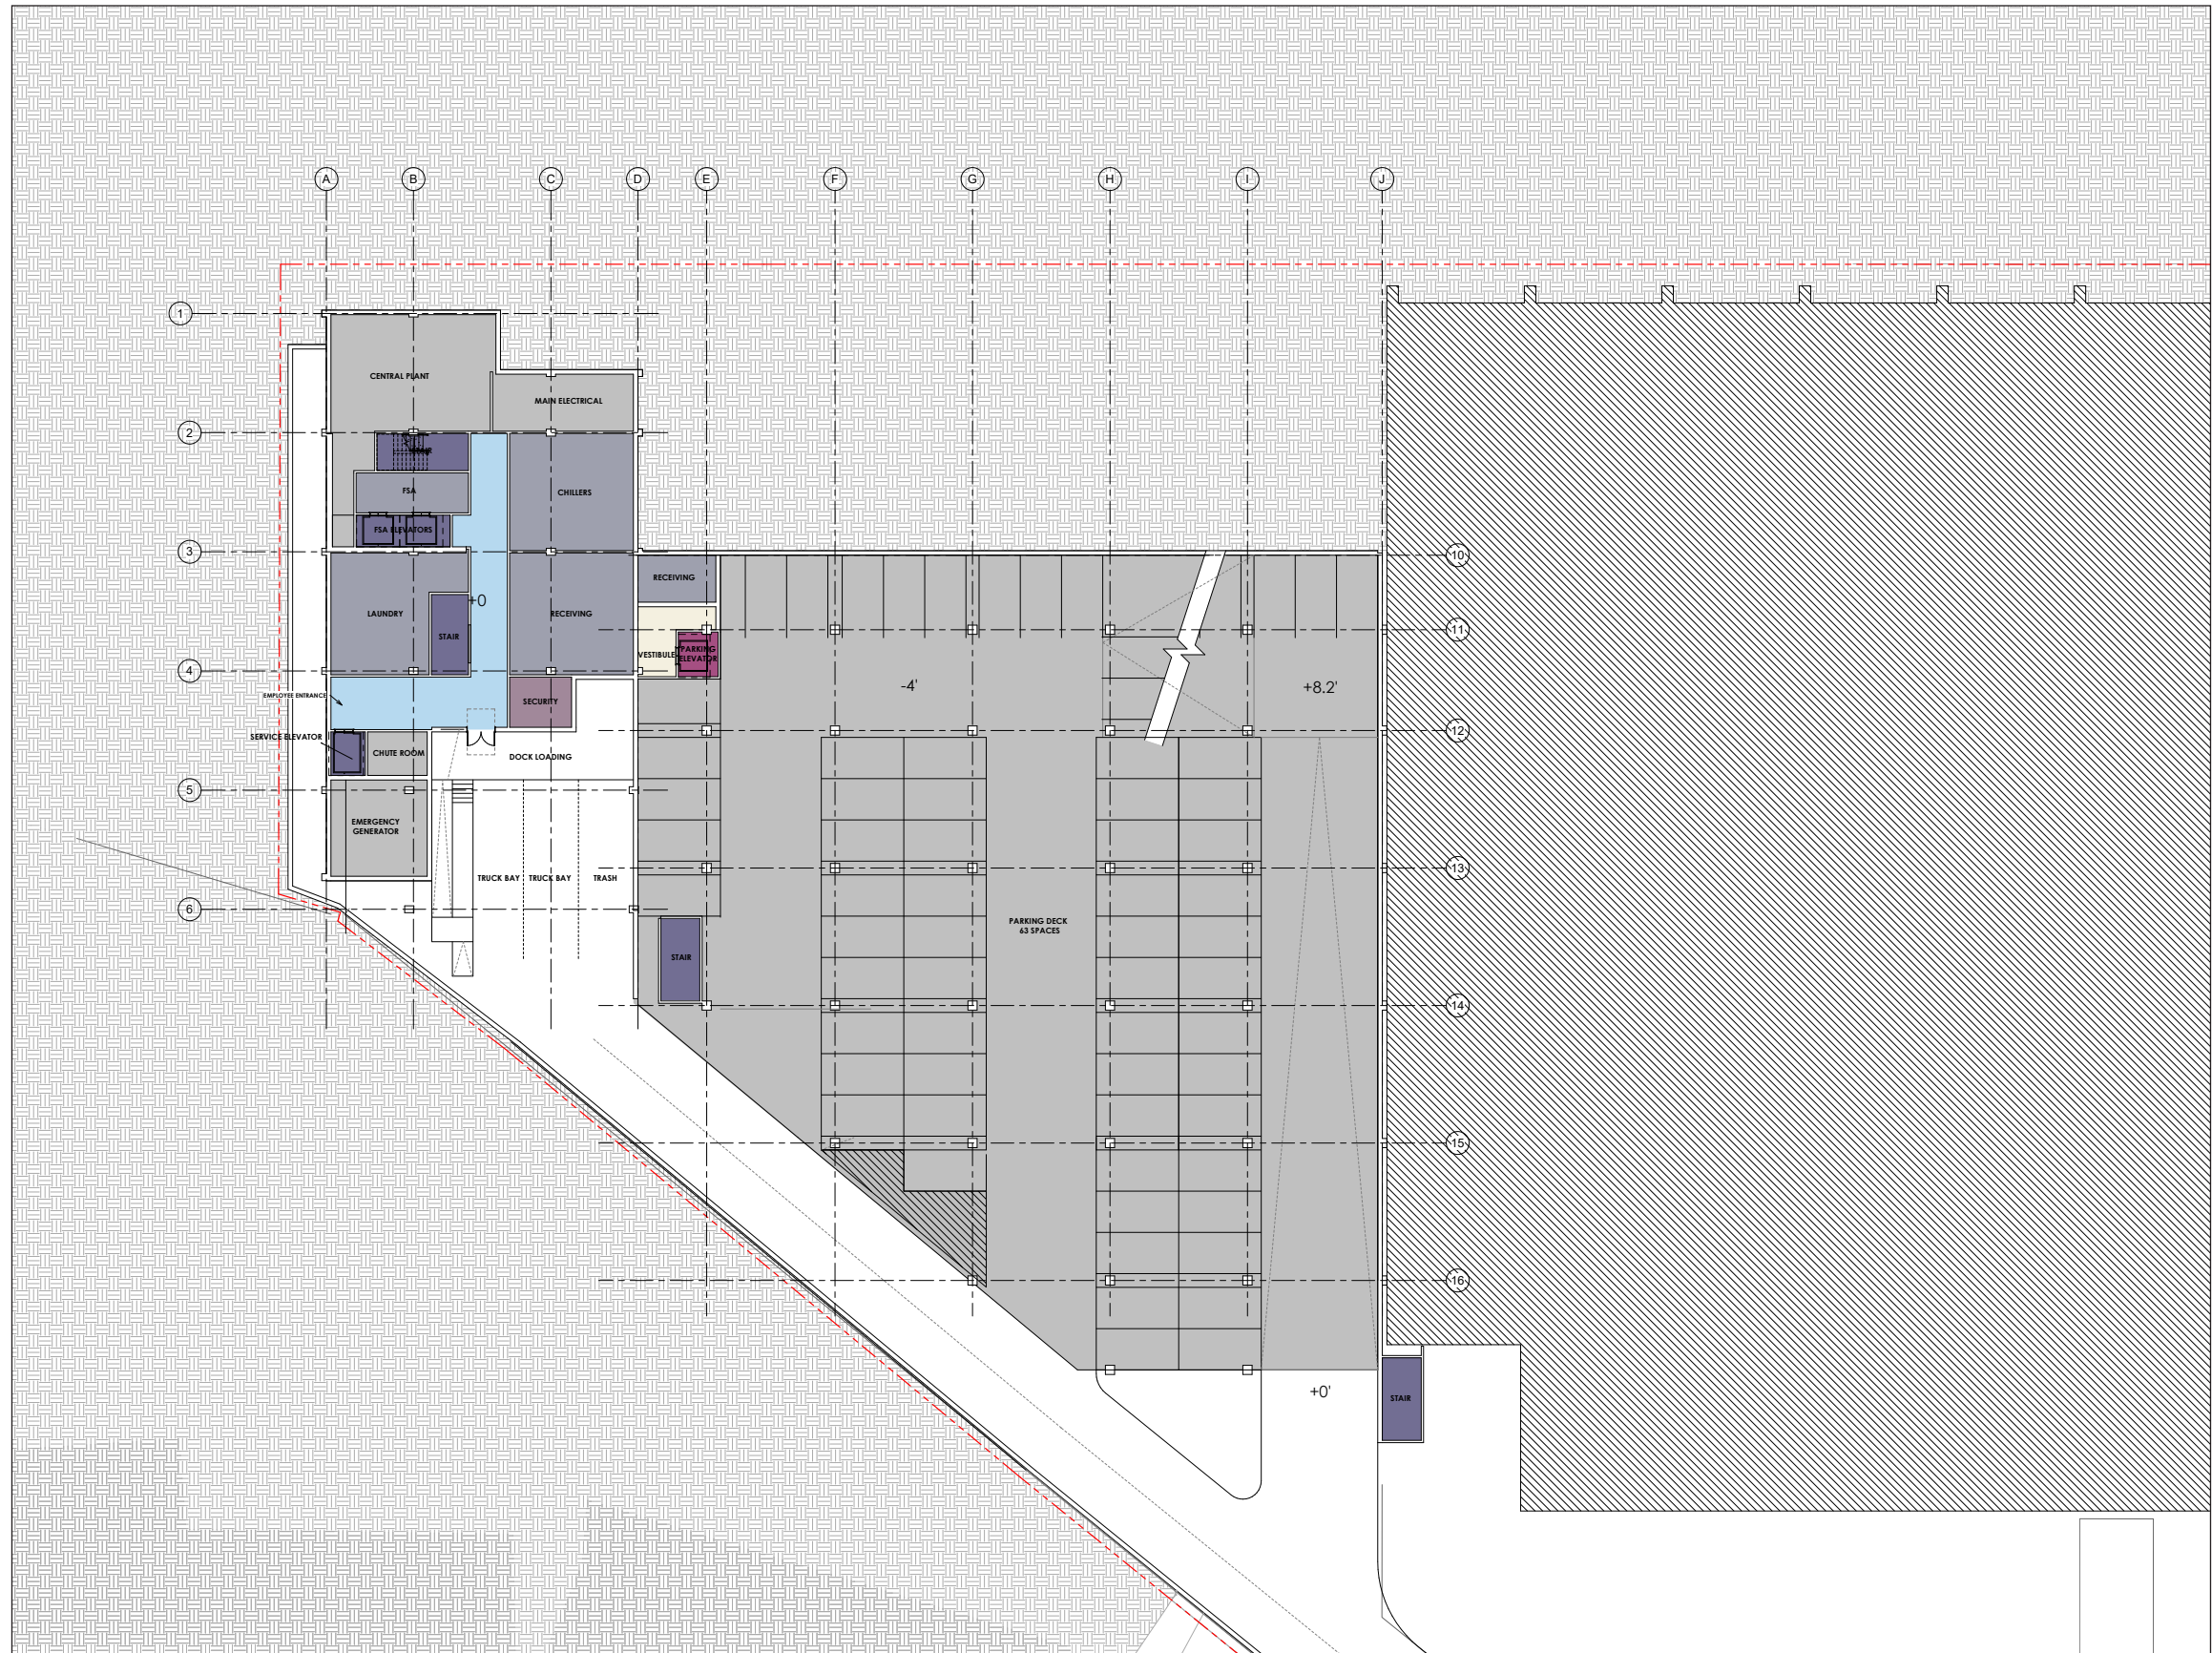 A
B
C
D
E
F
G
H
I
J
1
CENTRAL PLANT
MAIN ELECTRICAL
2
FSA
CHILLERS
FSA ELEVATORS
3
10
RECEIVING
+0
LAUNDRY
RECEIVING
11
STAIR
VESTIBULE
PARKING
ELEVATOR
4
-4'
+8.2'
EMPLOYEE ENTRANCE
SECURITY
12
SERVICE ELEVATOR
CHUTE ROOM
DOCK LOADING
5
EMERGENCY
GENERATOR
13
TRUCK BAY
TRUCK BAY
TRASH
6
PARKING DECK
63 SPACES
STAIR
14
15
16
+0'
STAIR